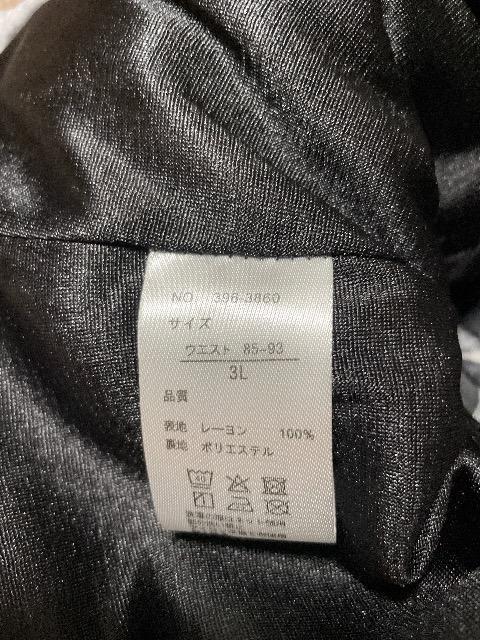 NO. 396-3860
サイズ
ウエスト 85-93
3L
品質
表地 レーヨン 100%
裏地 ポリエステル
40